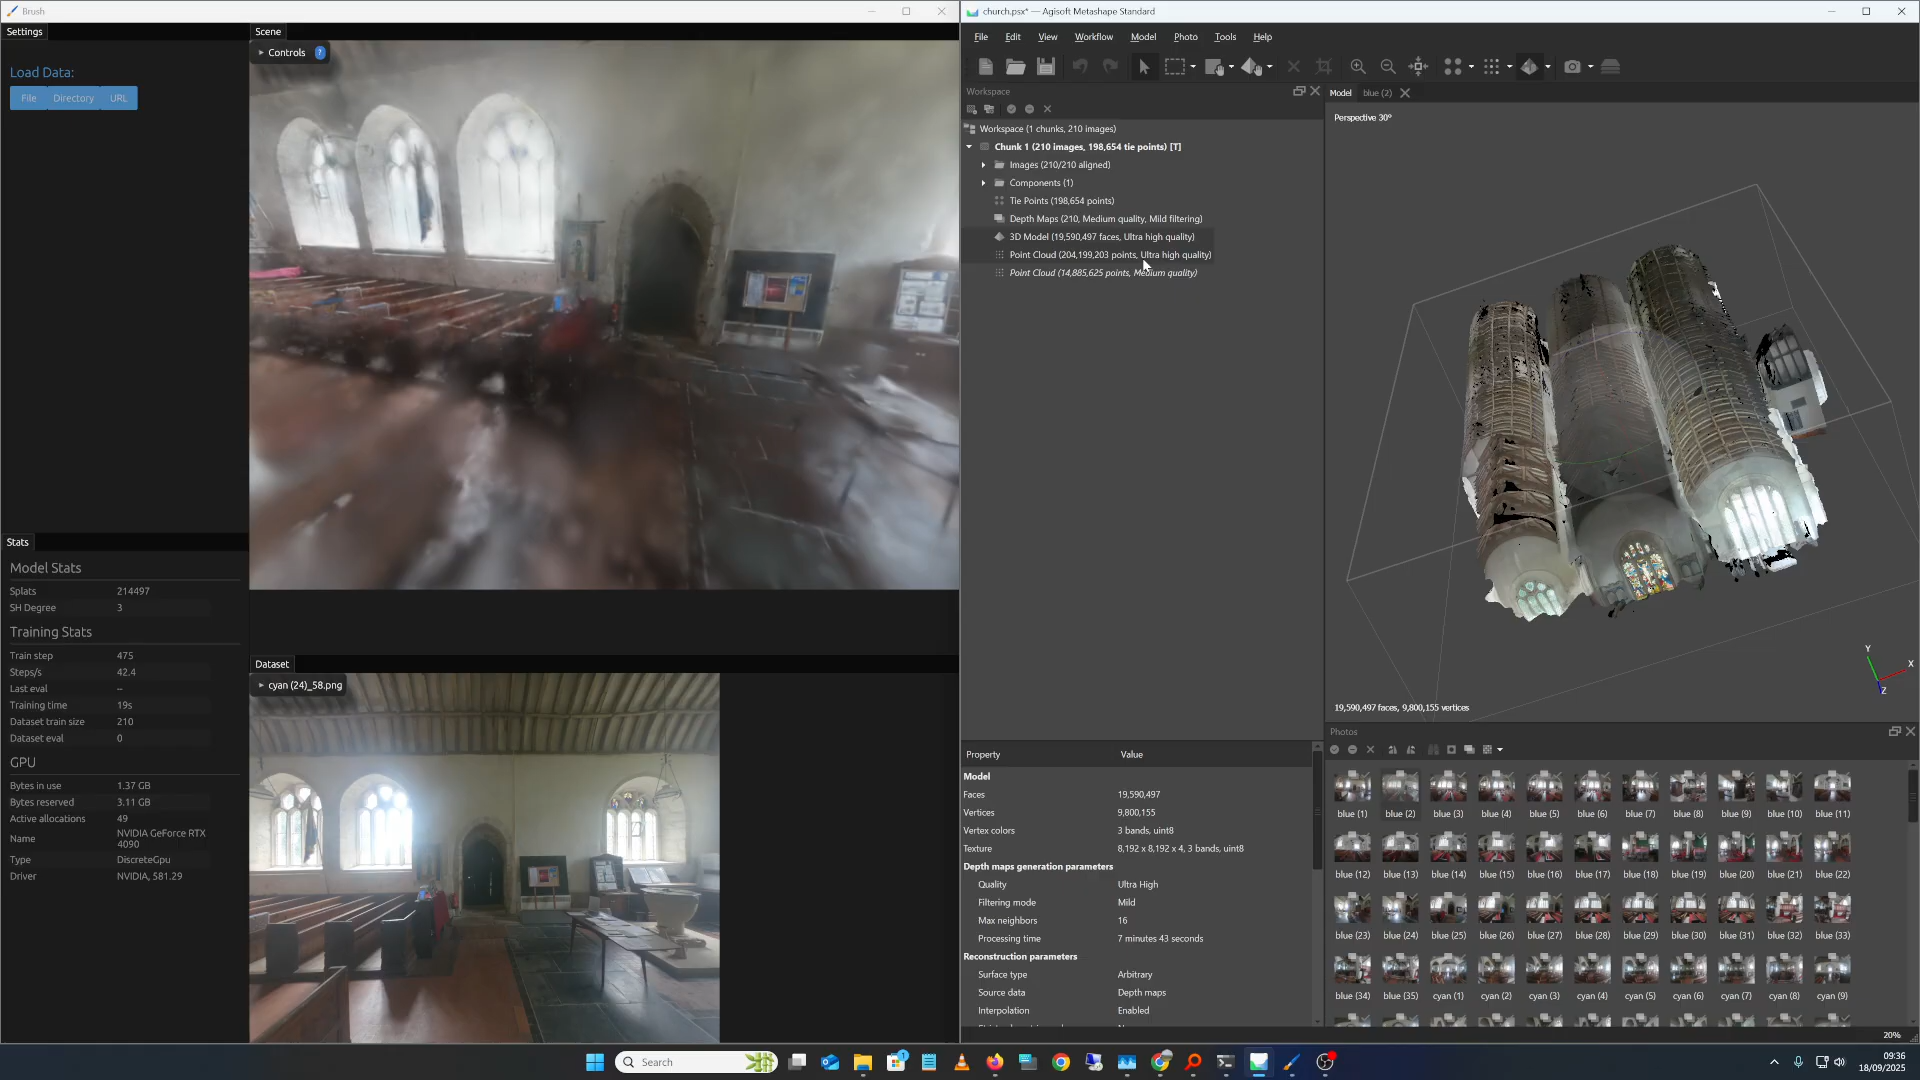 Brush
Settings
Scene
Controls ?
Load Data:
File Directory URL
Stats
Model Stats
Splats 214497
SH Degree 3
Training Stats
Train step 475
Steps/s 42.4
Last eval --
Training time 19s
Dataset train size 210
Dataset eval 0
GPU
Bytes in use 1.37 GB
Bytes reserved 3.11 GB
Active allocations 49
Name NVIDIA GeForce RTX
4090
Type DiscreteGpu
Driver NVIDIA, 581.29
Dataset
cyan (24)_58.png
church.psx* — Agisoft Metashape Standard
File Edit View Workflow Model Photo Tools Help
Workspace
Workspace (1 chunks, 210 images)
Chunk 1 (210 images, 198,654 tie points) [T]
Images (210/210 aligned)
Components (1)
Tie Points (198,654 points)
Depth Maps (210, Medium quality, Mild filtering)
3D Model (19,590,497 faces, Ultra high quality)
Point Cloud (204,199,203 points, Ultra high quality)
Point Cloud (14,885,625 points, Medium quality)
Property Value
Model
Faces 19,590,497
Vertices 9,800,155
Vertex colors 3 bands, uint8
Texture 8,192 x 8,192 x 4, 3 bands, uint8
Depth maps generation parameters
Quality Ultra High
Filtering mode Mild
Max neighbors 16
Processing time 7 minutes 43 seconds
Reconstruction parameters
Surface type Arbitrary
Source data Depth maps
Interpolation Enabled
Model blue (2)
Perspective 30°
Y
X
Z
19,590,497 faces, 9,800,155 vertices
Photos
blue (1) blue (2) blue (3) blue (4) blue (5) blue (6) blue (7) blue (8) blue (9) blue (10) blue (11)
blue (12) blue (13) blue (14) blue (15) blue (16) blue (17) blue (18) blue (19) blue (20) blue (21) blue (22)
blue (23) blue (24) blue (25) blue (26) blue (27) blue (28) blue (29) blue (30) blue (31) blue (32) blue (33)
blue (34) blue (35) cyan (1) cyan (2) cyan (3) cyan (4) cyan (5) cyan (6) cyan (7) cyan (8) cyan (9)
20%
Search
1
09:36
18/09/2025